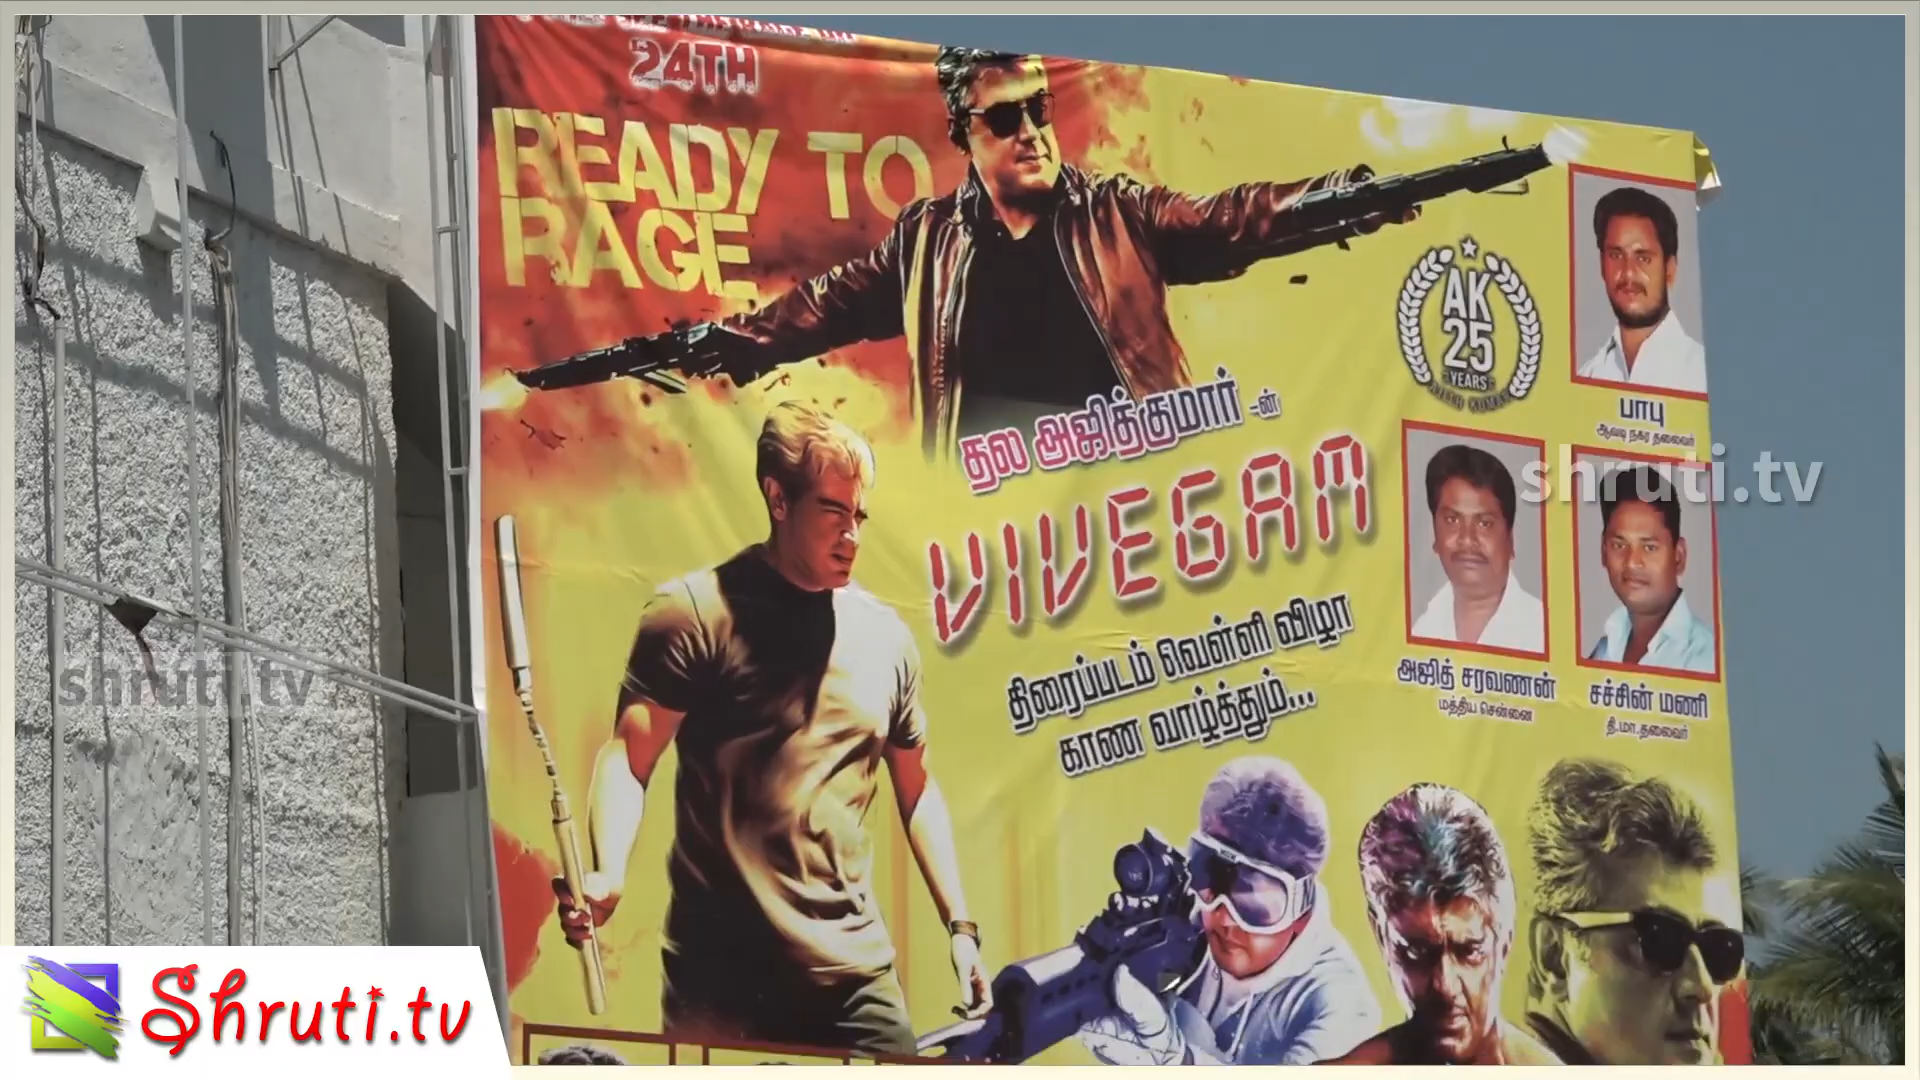 24TH
READY TO
RAGE
AK
25
YEARS
தல அஜித்குமார் -ன்
VIVEGAM
திரைப்படம் வெள்ளி விழா
காண வாழ்த்தும்...
பாபு
ஆவடி நகர தலைவர்
அஜித் சரவணன்
மத்திய சென்னை
சச்சின் மணி
தி.மா.தலைவர்
shruti.tv
shruti.tv
Shruti.tv